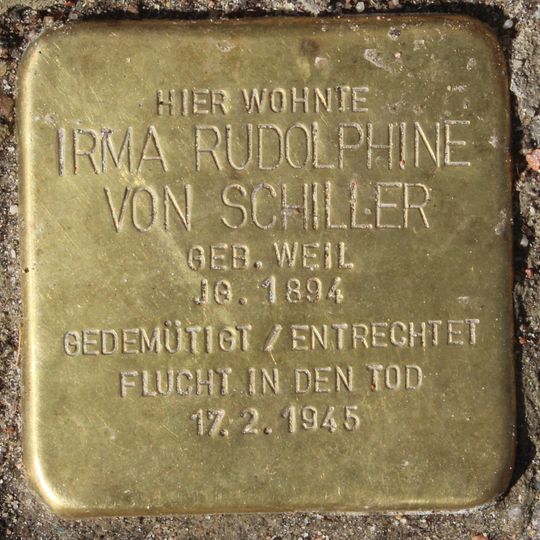 HIER WOHNTE
IRMA RUDOLPHINE
VON SCHILLER
GEB. WEIL
JG. 1894
GEDEMÜTIGT / ENTRECHTET
FLUCHT IN DEN TOD
17. 2. 1945